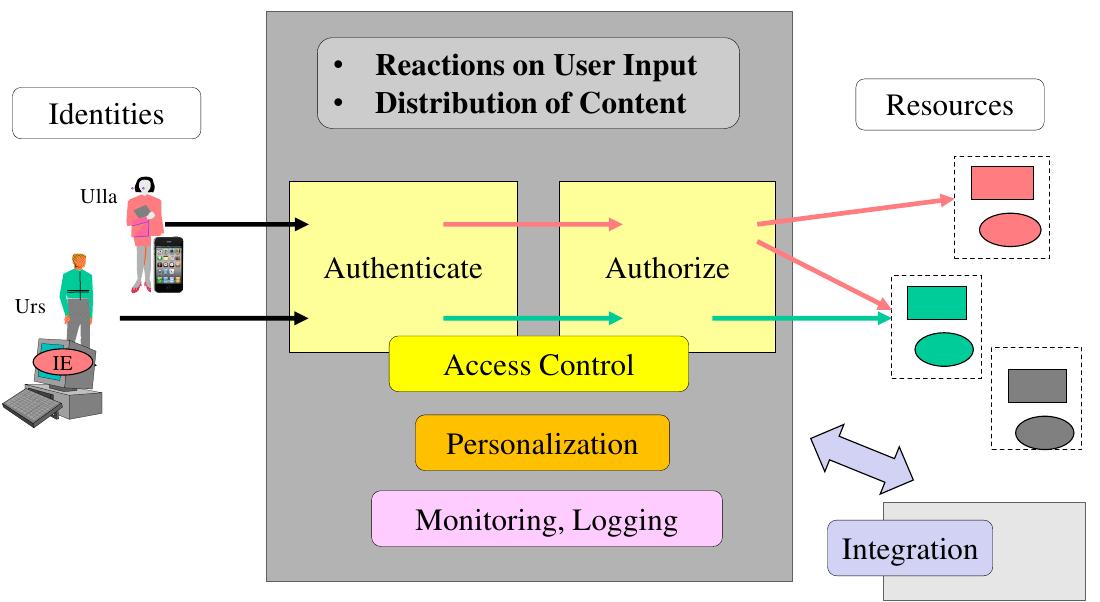 • Reactions on User Input
• Distribution of Content
Identities
Resources
Ulla
Authenticate
Authorize
Urs
IE
Access Control
Personalization
Monitoring, Logging
Integration